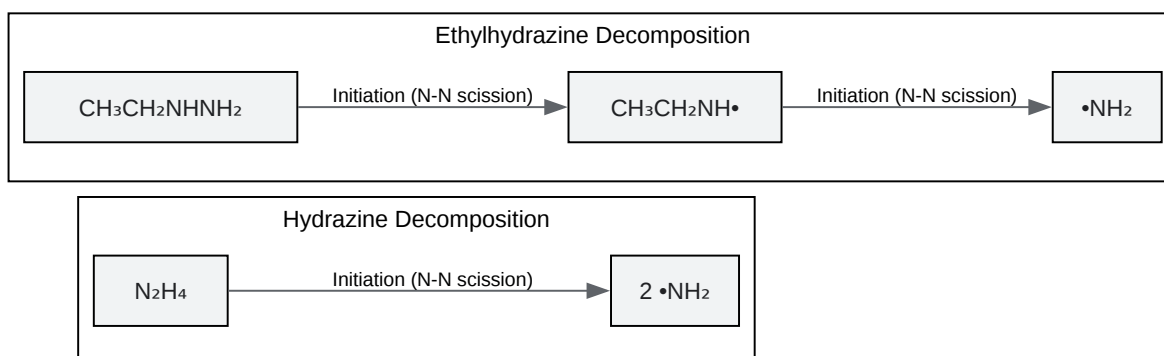 Ethylhydrazine Decomposition
CH₃CH₂NHNH₂
Initiation (N-N scission)
CH₃CH₂NH•
Initiation (N-N scission)
•NH₂
Hydrazine Decomposition
N₂H₄
Initiation (N-N scission)
2 •NH₂